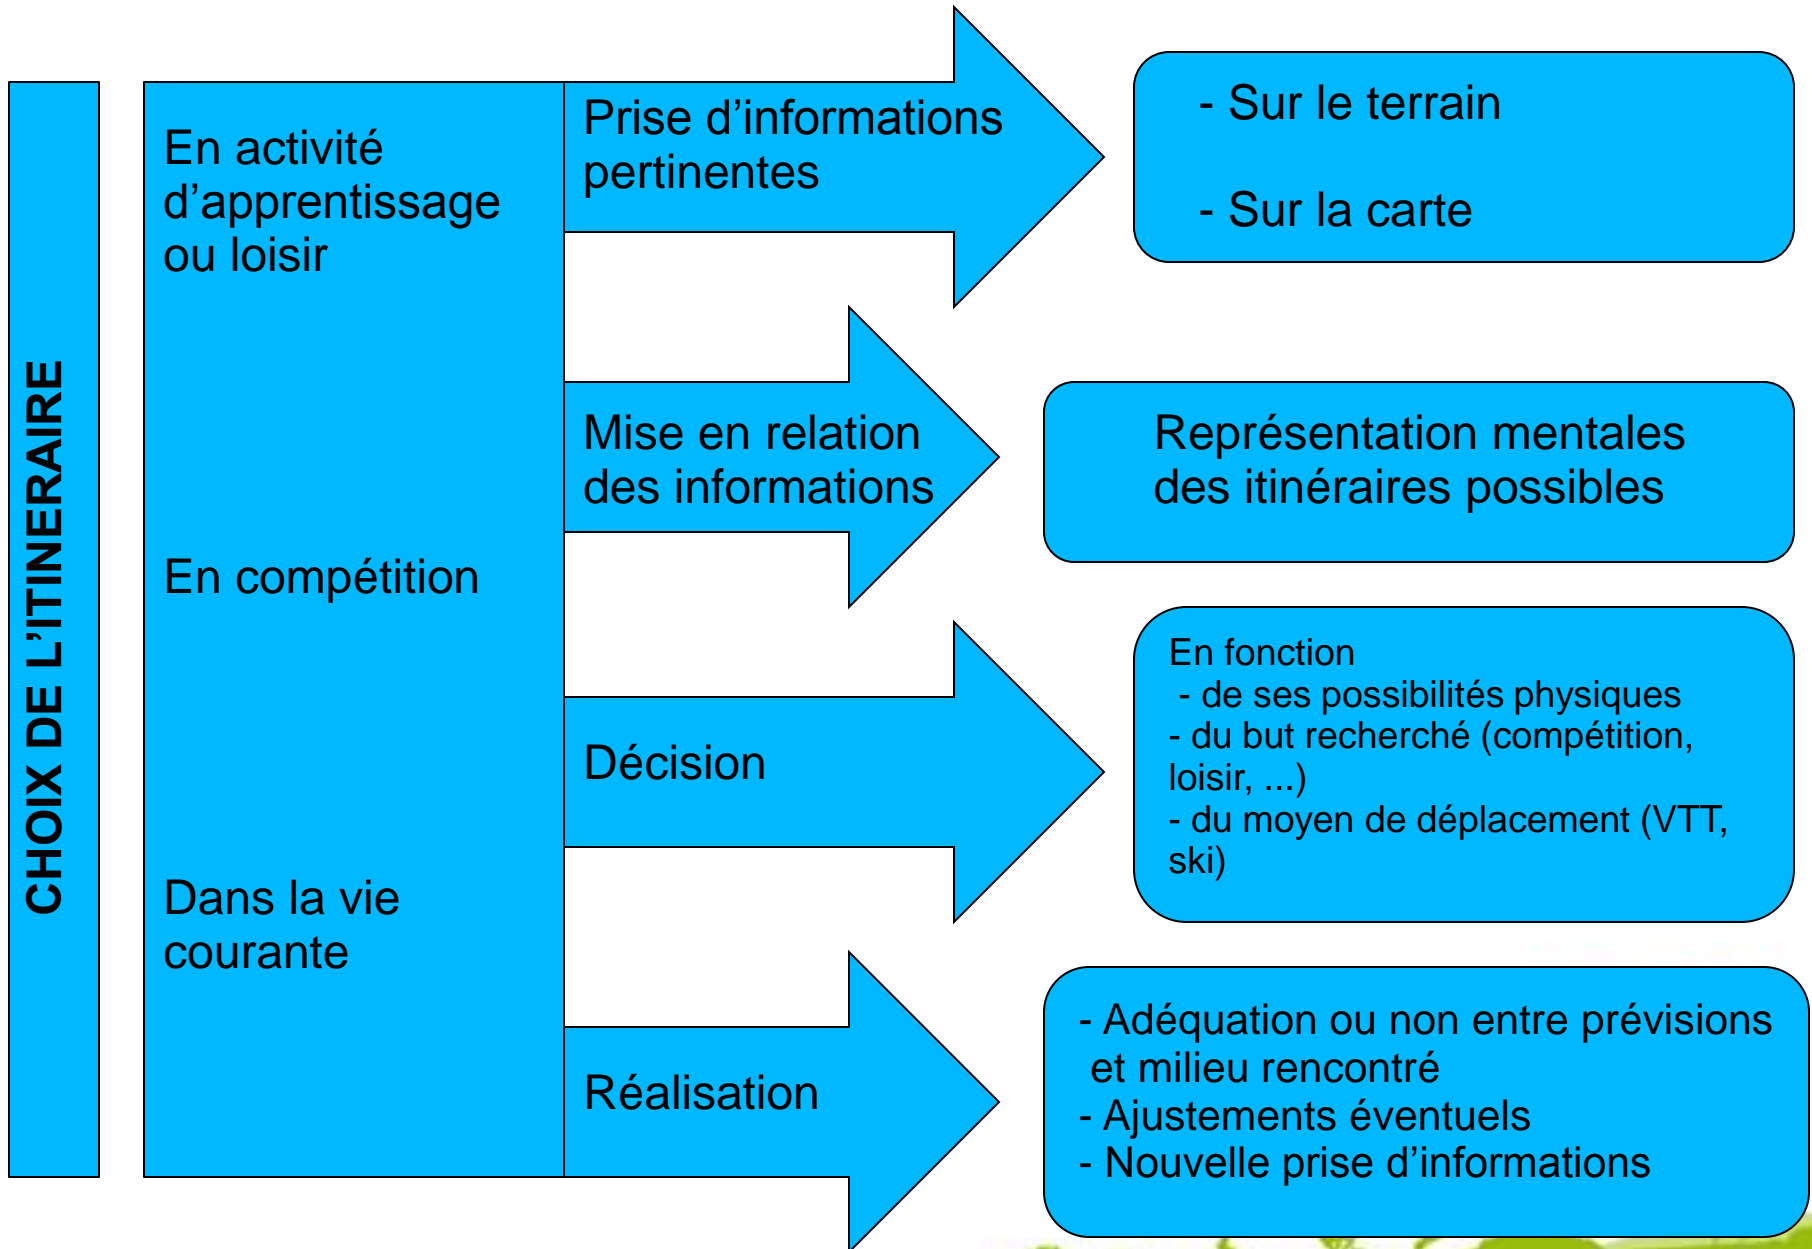 CHOIX DE L’ITINERAIRE
En activité
d’apprentissage
ou loisir
En compétition
Dans la vie
courante
Prise d’informations
pertinentes
- Sur le terrain
- Sur la carte
Mise en relation
des informations
Représentation mentales
des itinéraires possibles
Décision
En fonction
- de ses possibilités physiques
- du but recherché (compétition,
loisir, ...)
- du moyen de déplacement (VTT,
ski)
Réalisation
- Adéquation ou non entre prévisions
et milieu rencontré
- Ajustements éventuels
- Nouvelle prise d’informations